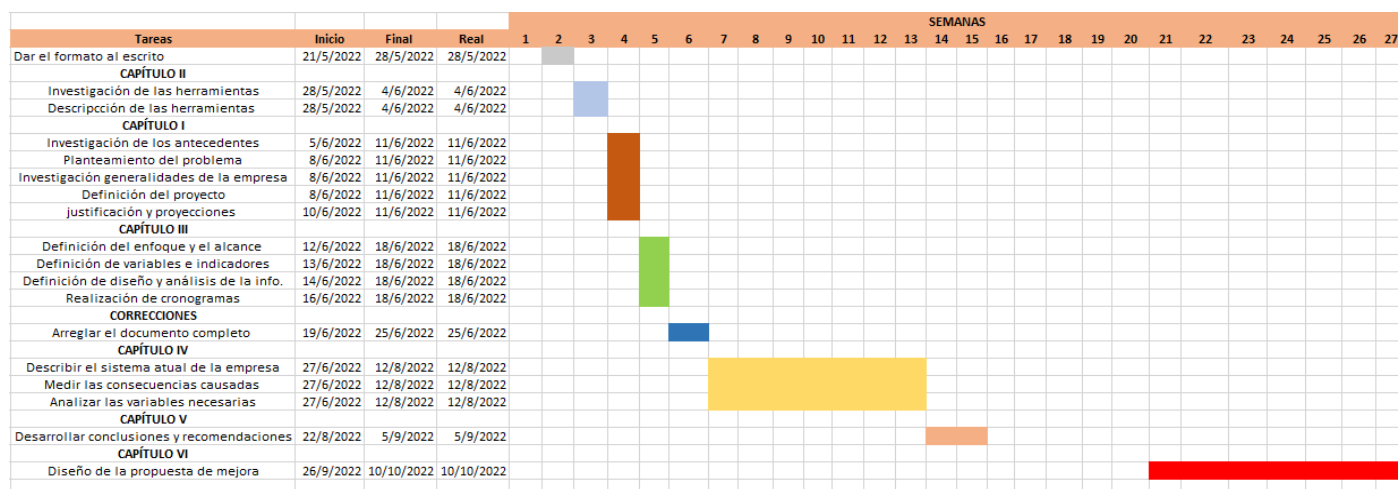 SEMANAS
Tareas Inicio Final Real 1 2 3 4 5 6 7 8 9 10 11 12 13 14 15 16 17 18 19 20 21 22 23 24 25 26 27
Dar el formato al escrito 21/5/2022 28/5/2022 28/5/2022
CAPÍTULO II
Investigación de las herramientas 28/5/2022 4/6/2022 4/6/2022
Descripcción de las herramientas 28/5/2022 4/6/2022 4/6/2022
CAPÍTULO I
Investigación de los antecedentes 5/6/2022 11/6/2022 11/6/2022
Planteamiento del problema 8/6/2022 11/6/2022 11/6/2022
Investigación generalidades de la empresa 8/6/2022 11/6/2022 11/6/2022
Definición del proyecto 8/6/2022 11/6/2022 11/6/2022
justificación y proyecciones 10/6/2022 11/6/2022 11/6/2022
CAPÍTULO III
Definición del enfoque y el alcance 12/6/2022 18/6/2022 18/6/2022
Definición de variables e indicadores 13/6/2022 18/6/2022 18/6/2022
Definición de diseño y análisis de la info. 14/6/2022 18/6/2022 18/6/2022
Realización de cronogramas 16/6/2022 18/6/2022 18/6/2022
CORRECCIONES
Arreglar el documento completo 19/6/2022 25/6/2022 25/6/2022
CAPÍTULO IV
Describir el sistema atual de la empresa 27/6/2022 12/8/2022 12/8/2022
Medir las consecuencias causadas 27/6/2022 12/8/2022 12/8/2022
Analizar las variables necesarias 27/6/2022 12/8/2022 12/8/2022
CAPÍTULO V
Desarrollar conclusiones y recomendaciones 22/8/2022 5/9/2022 5/9/2022
CAPÍTULO VI
Diseño de la propuesta de mejora 26/9/2022 10/10/2022 10/10/2022